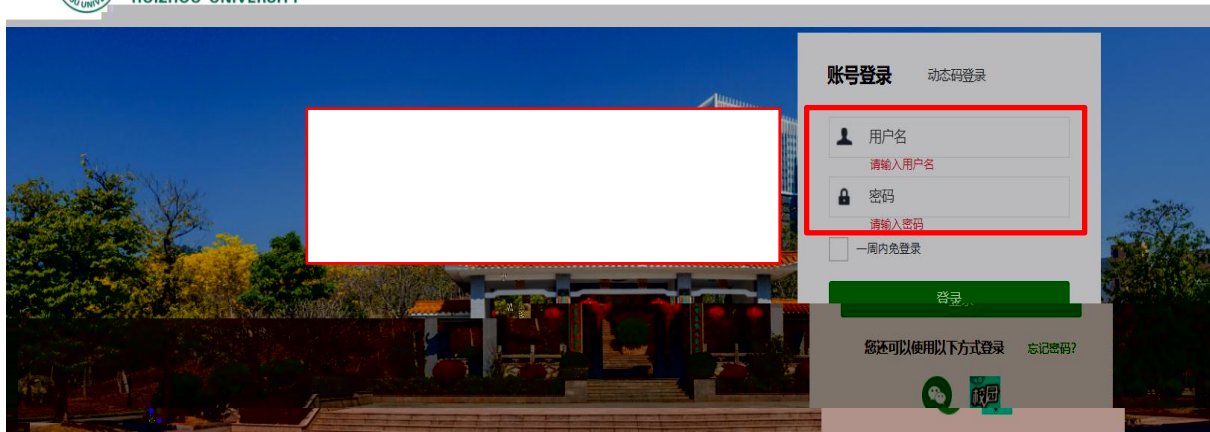 HUIZHOU UNIVERSITY
账号登录 动态码登录
用户名
请输入用户名
密码
请输入密码
一周内免登录
登录
您还可以使用以下方式登录 忘记密码?
校园